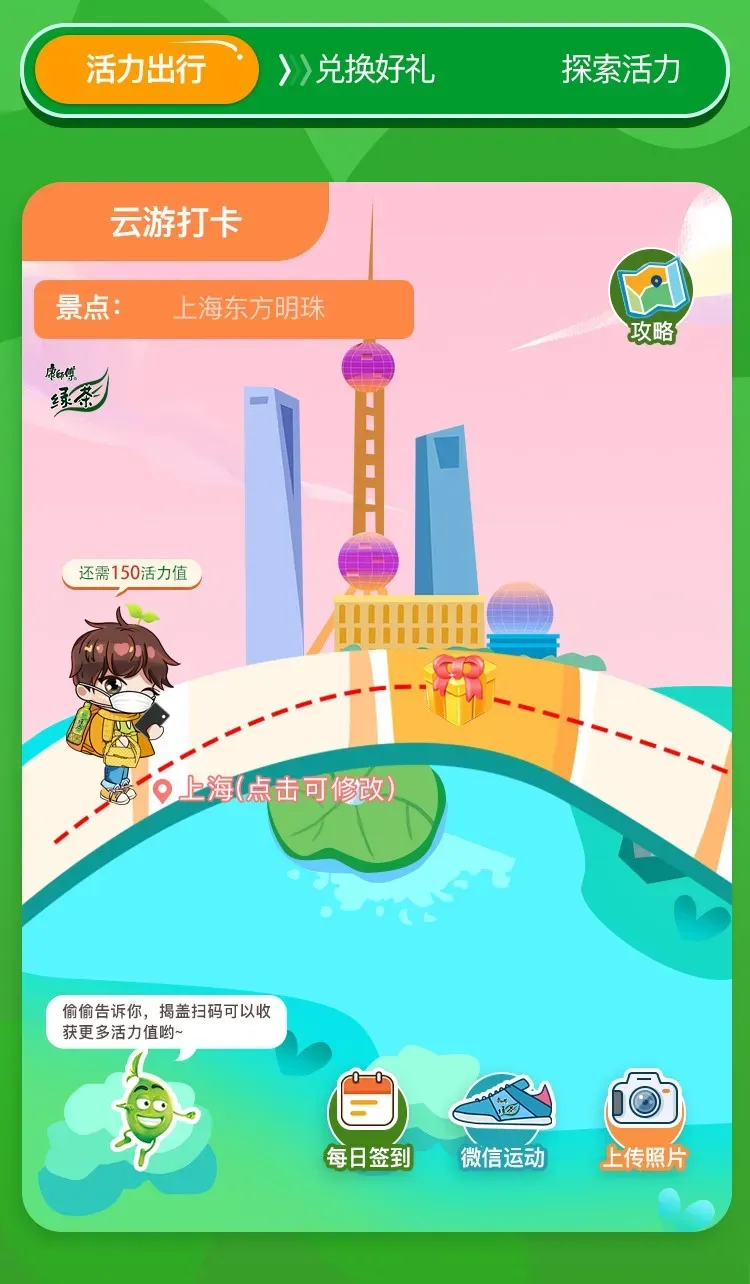 活力出行
兑换好礼
探索活力
云游打卡
景点：
上海东方明珠
攻略
康师傅
绿茶
还需150活力值
上海(点击可修改)
偷偷告诉你，揭盖扫码可以收
获更多活力值哟~
每日签到
微信运动
上传照片